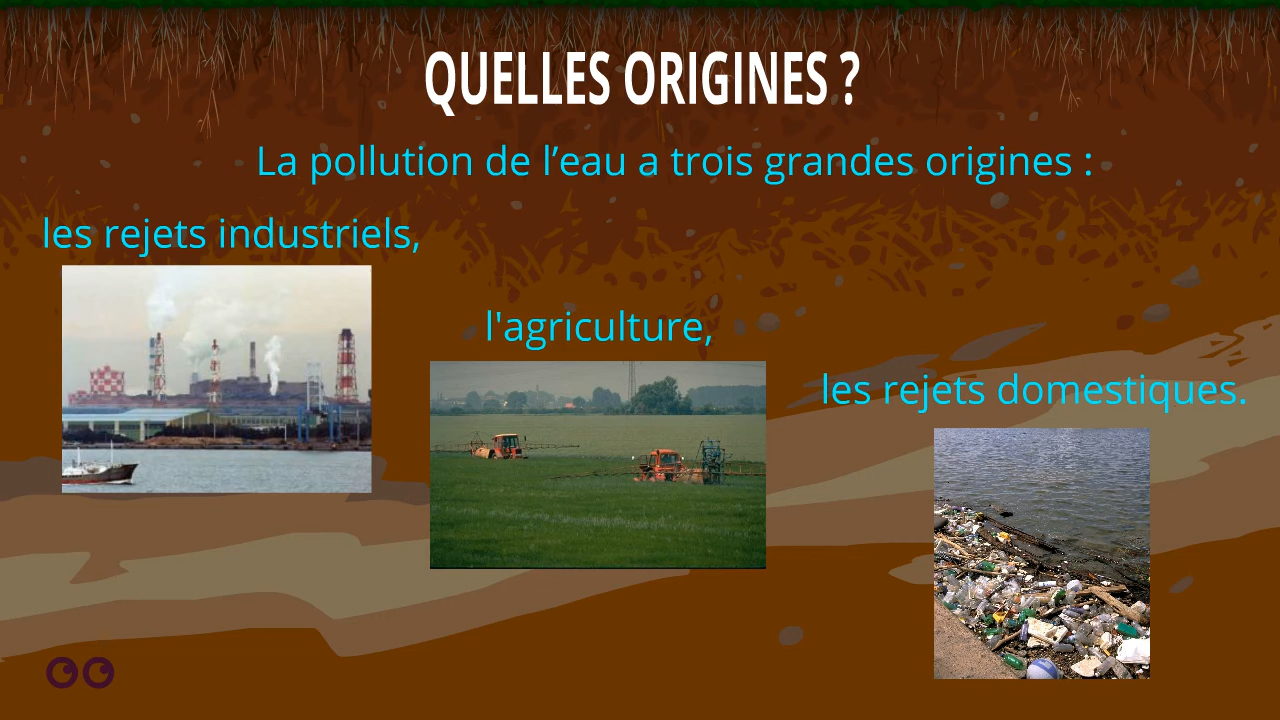 QUELLES ORIGINES ?
La pollution de l’eau a trois grandes origines :
les rejets industriels,
l'agriculture,
les rejets domestiques.